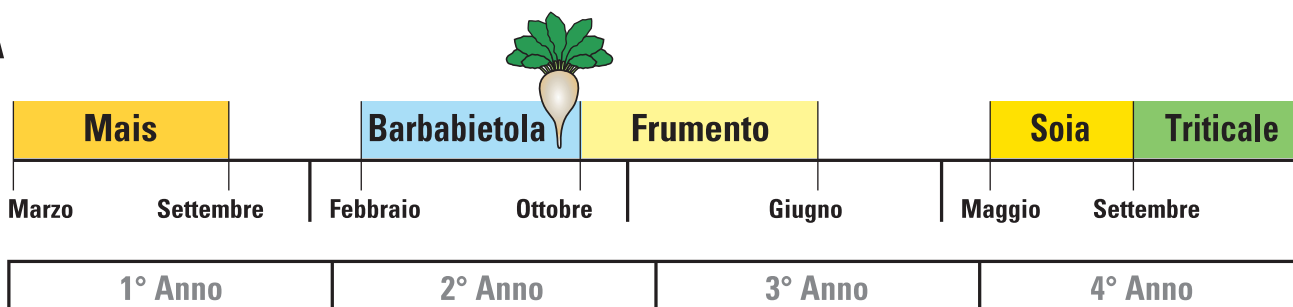 Mais Barbabietola Frumento Soia Triticale
Marzo Settembre Febbraio Ottobre Giugno Maggio Settembre
1° Anno 2° Anno 3° Anno 4° Anno